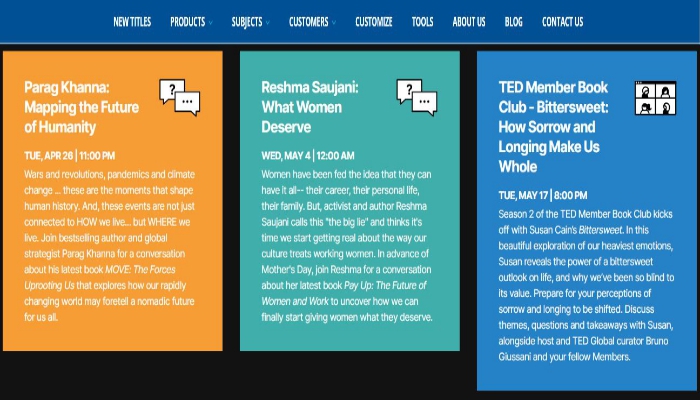 NEW TITLES PRODUCTS SUBJECTS CUSTOMERS CUSTOMIZE TOOLS ABOUT US BLOG CONTACT US
Parag Khanna:
Mapping the Future
of Humanity
TUE, APR 26 | 11:00 PM
Wars and revolutions, pandemics and climate
change ... these are the moments that shape
human history. And, these events are not just
connected to HOW we live... but WHERE we
live. Join bestselling author and global
strategist Parag Khanna for a conversation
about his latest book MOVE: The Forces
Uprooting Us that explores how our rapidly
changing world may foretell a nomadic future
for us all.
Reshma Saujani:
What Women
Deserve
WED, MAY 4 | 12:00 AM
Women have been fed the idea that they can
have it all-- their career, their personal life,
their family. But, activist and author Reshma
Saujani calls this "the big lie" and thinks it's
time we start getting real about the way our
culture treats working women. In advance of
Mother's Day, join Reshma for a conversation
about her latest book Pay Up: The Future of
Women and Work to uncover how we can
finally start giving women what they deserve.
TED Member Book
Club - Bittersweet:
How Sorrow and
Longing Make Us
Whole
TUE, MAY 17 | 8:00 PM
Season 2 of the TED Member Book Club kicks
off with Susan Cain's Bittersweet. In this
beautiful exploration of our heaviest emotions,
Susan reveals the power of a bittersweet
outlook on life, and why we've been so blind to
its value. Prepare for your perceptions of
sorrow and longing to be shifted. Discuss
themes, questions and takeaways with Susan,
alongside host and TED Global curator Bruno
Giussani and your fellow Members.